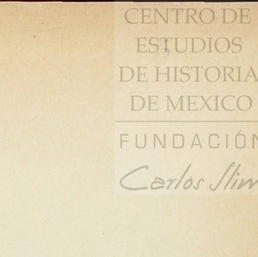 CENTRO DE
ESTUDIOS
DE HISTORIA
DE MEXICO
FUNDACIÓN
Carlos Slim